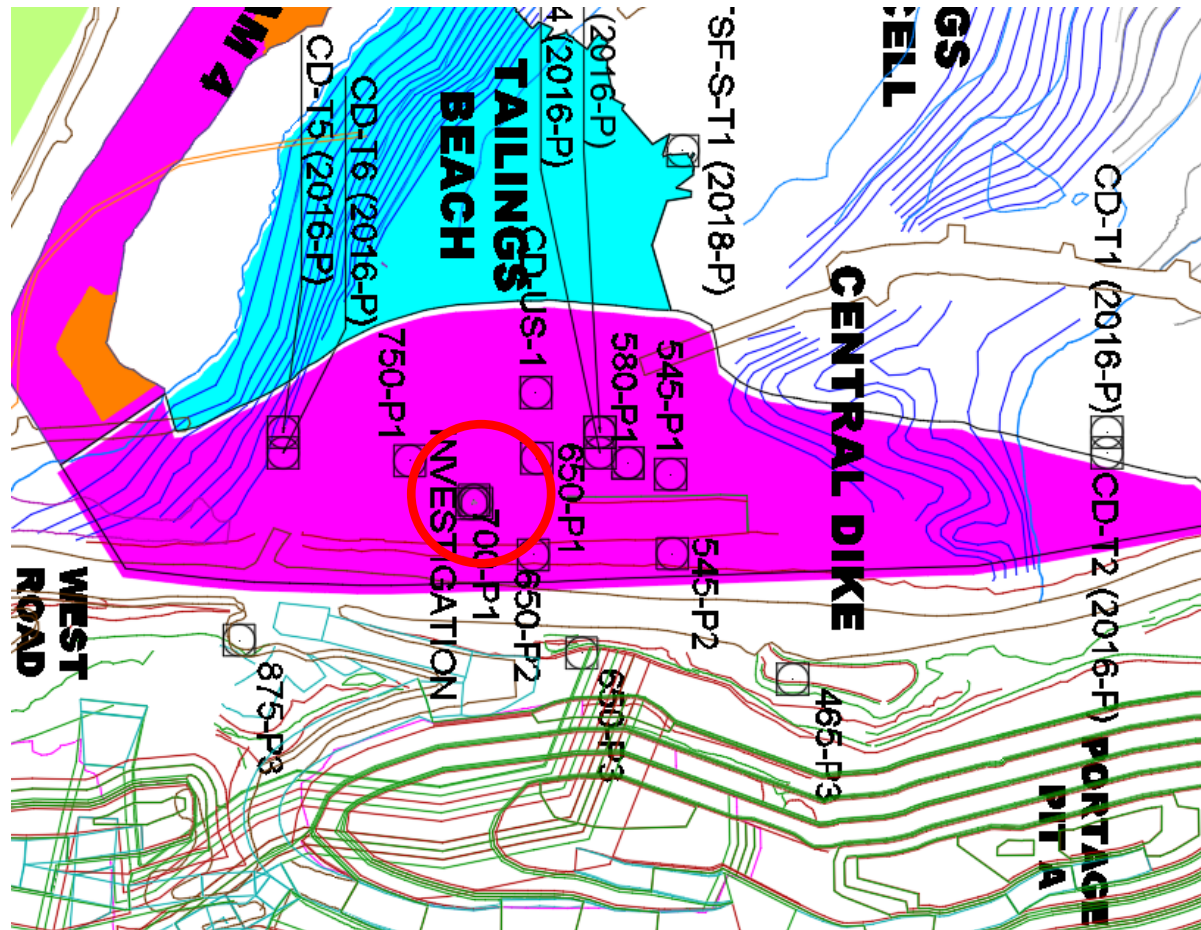 AM 4
CD-T5 (2016-P)
CD-T6 (2016-P)
TAILINGS
BEACH
4 (2016-P)
(2016-P)
-SF-S-T1 (2018-P)
GS
CELL
CD-T1 (2016-P)
CD-US-1
CENTRAL DIKE
750-P1
580-P1
545-P1
650-P1
INVESTIGATION
700-P1
650-P2
545-P2
CD-T2 (2016-P)
WEST
ROAD
875-P3
650-P3
465-P3
PORTAGE
PIT A